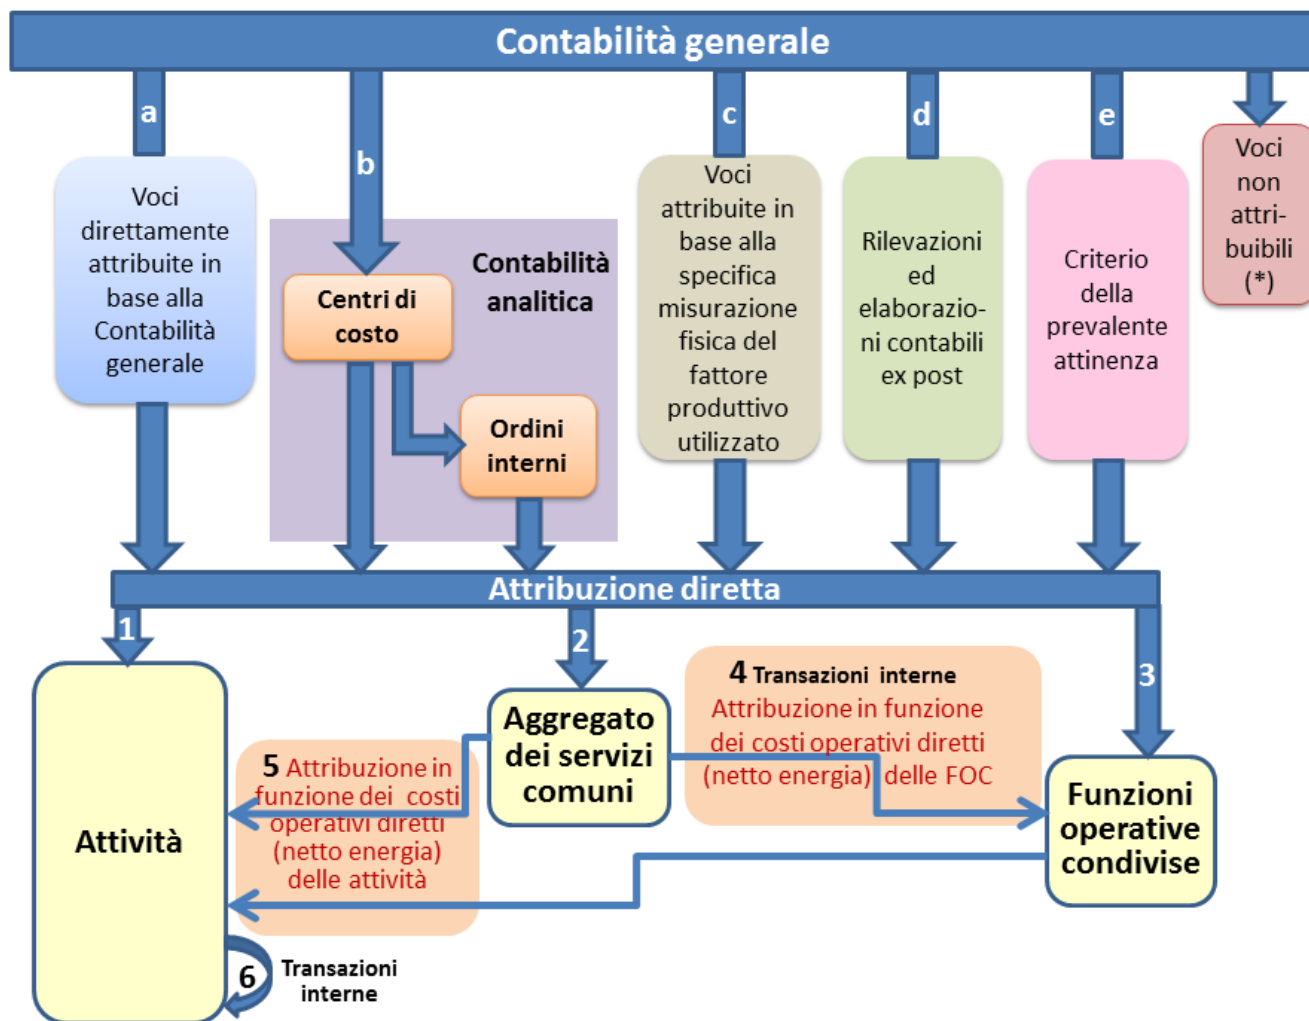 Contabilità generale
a
b
c
d
e
Voci
direttamente
attribuite in
base alla
Contabilità
generale
Contabilità
analitica
Centri di
costo
Ordini
interni
Voci
attribuite in
base alla
specifica
misurazione
fisica del
fattore
produttivo
utilizzato
Rilevazioni
ed
elaborazio-
ni contabili
ex post
Criterio
della
prevalente
attinenza
Voci
non
attri-
buibili
(*)
Attribuzione diretta
1
2
3
Attività
5 Attribuzione in
funzione dei costi
operativi diretti
(netto energia)
delle attività
Aggregato
dei servizi
comuni
4 Transazioni interne
Attribuzione in funzione
dei costi operativi diretti
(netto energia) delle FOC
Funzioni
operative
condivise
6
Transazioni
interne